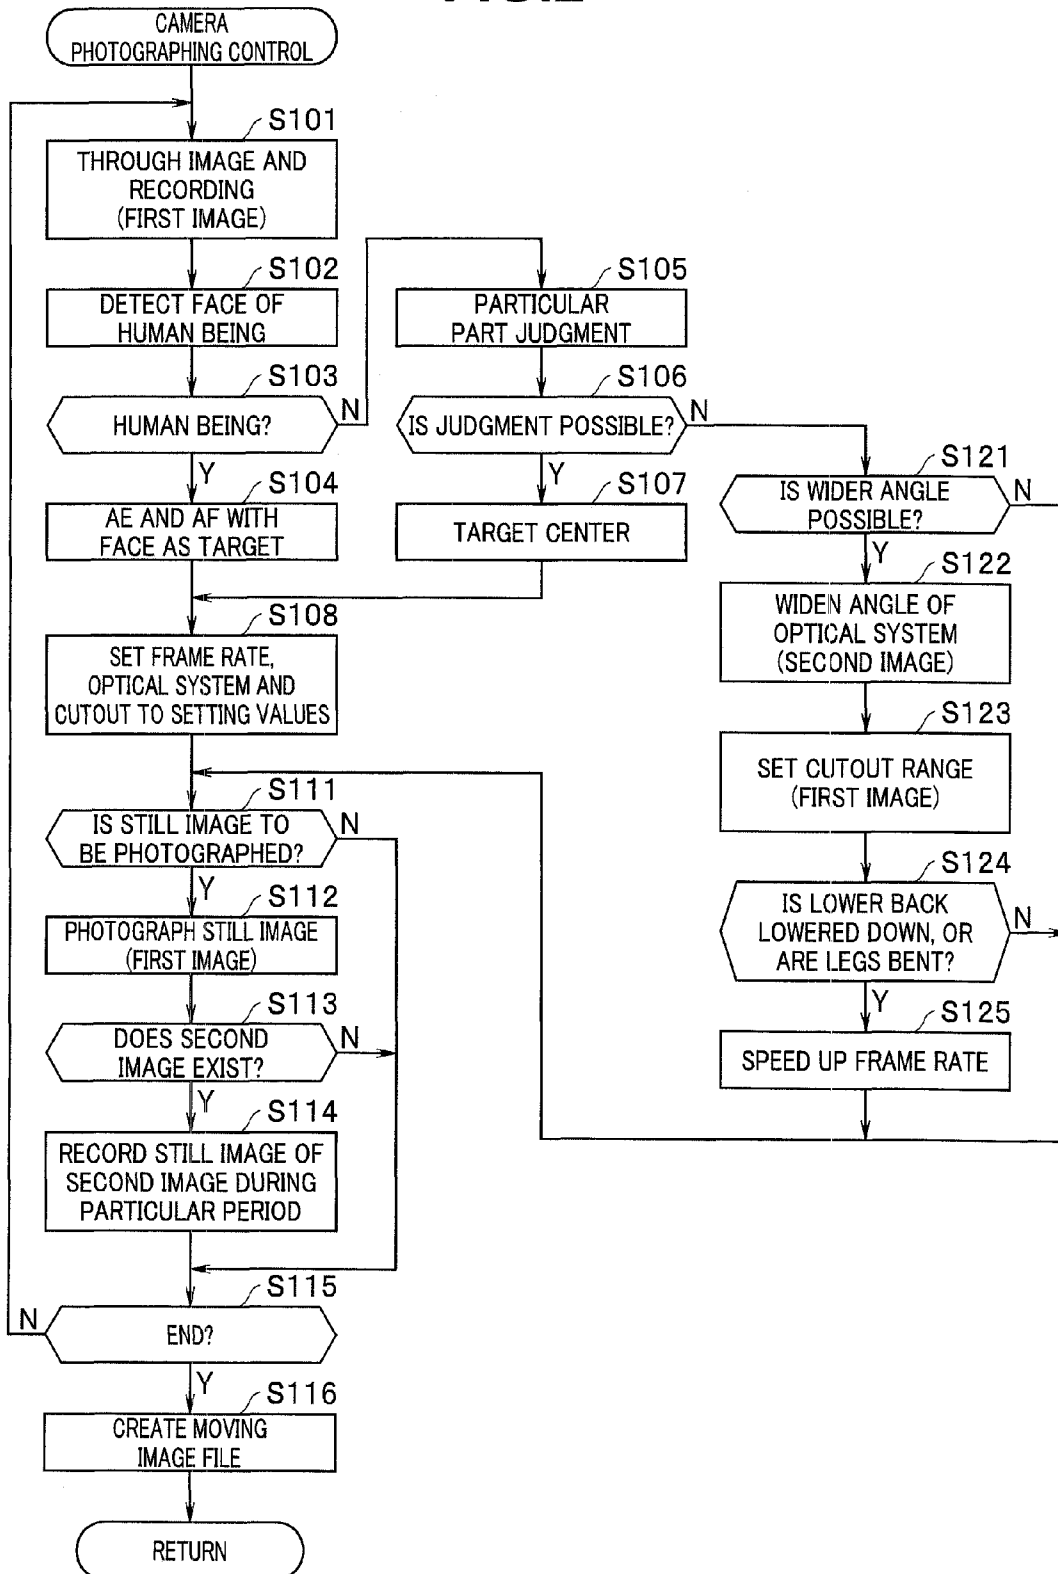 CAMERA
PHOTOGRAPHING CONTROL
S101
THROUGH IMAGE AND
RECORDING
(FIRST IMAGE)
S102
DETECT FACE OF
HUMAN BEING
S103
HUMAN BEING?
N
Y
S104
AE AND AF WITH
FACE AS TARGET
S105
PARTICULAR
PART JUDGMENT
S106
IS JUDGMENT POSSIBLE?
N
Y
S107
TARGET CENTER
S108
SET FRAME RATE,
OPTICAL SYSTEM AND
CUTOUT TO SETTING VALUES
S121
IS WIDER ANGLE
POSSIBLE?
N
Y
S122
WIDEN ANGLE OF
OPTICAL SYSTEM
(SECOND IMAGE)
S123
SET CUTOUT RANGE
(FIRST IMAGE)
S124
IS LOWER BACK
LOWERED DOWN, OR
ARE LEGS BENT?
N
Y
S125
SPEED UP FRAME RATE
S111
IS STILL IMAGE TO
BE PHOTOGRAPHED?
N
Y
S112
PHOTOGRAPH STILL IMAGE
(FIRST IMAGE)
S113
DOES SECOND
IMAGE EXIST?
N
Y
S114
RECORD STILL IMAGE OF
SECOND IMAGE DURING
PARTICULAR PERIOD
S115
N
END?
Y
S116
CREATE MOVING
IMAGE FILE
RETURN